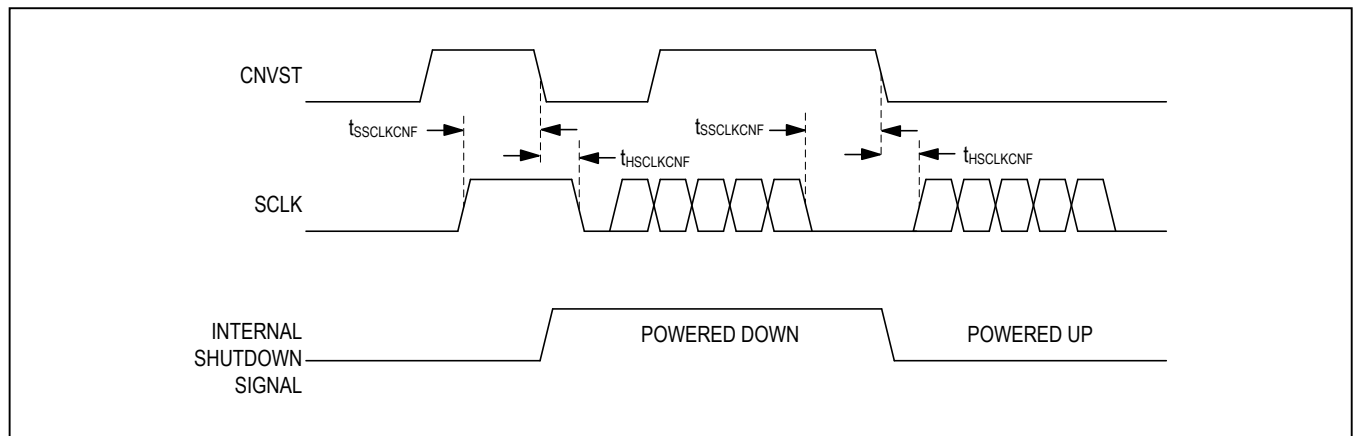 CNVST
tSSCLKCNF
tSSCLKCNF
tHSCLKCNF
tHSCLKCNF
SCLK
INTERNAL
SHUTDOWN
SIGNAL
POWERED DOWN
POWERED UP